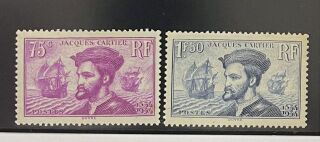 75c
JACQUES CARTIER
RF
1534
1934
POSTES
1f50
JACQUES CARTIER
RF
1534
1934
POSTES